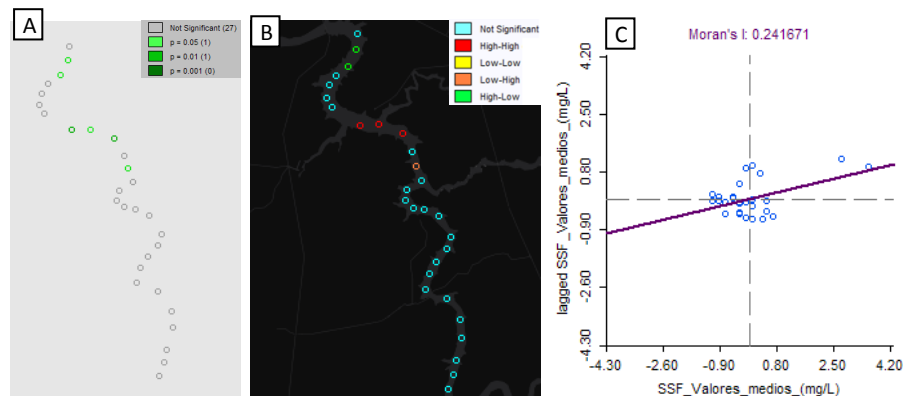 A
Not Significant (27)
p = 0.05 (1)
p = 0.01 (1)
p = 0.001 (0)
B
Not Significant
High-High
Low-Low
Low-High
High-Low
C
Moran's I: 0.241671
lagged SSF_Valores_medios_(mg/L)
4.20
2.50
0.80
-0.90
-2.60
-4.30
-4.30
-2.60
-0.90
0.80
2.50
4.20
SSF_Valores_medios_(mg/L)